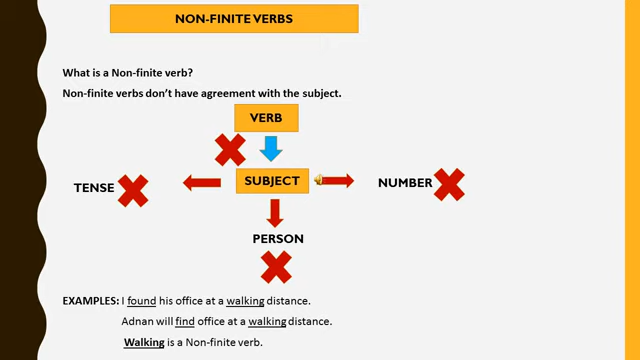 NON-FINITE VERBS
What is a Non-finite verb?
Non-finite verbs don't have agreement with the subject.
VERB
TENSE
SUBJECT
NUMBER
PERSON
EXAMPLES: I found his office at a walking distance.
Adnan will find office at a walking distance.
Walking is a Non-finite verb.